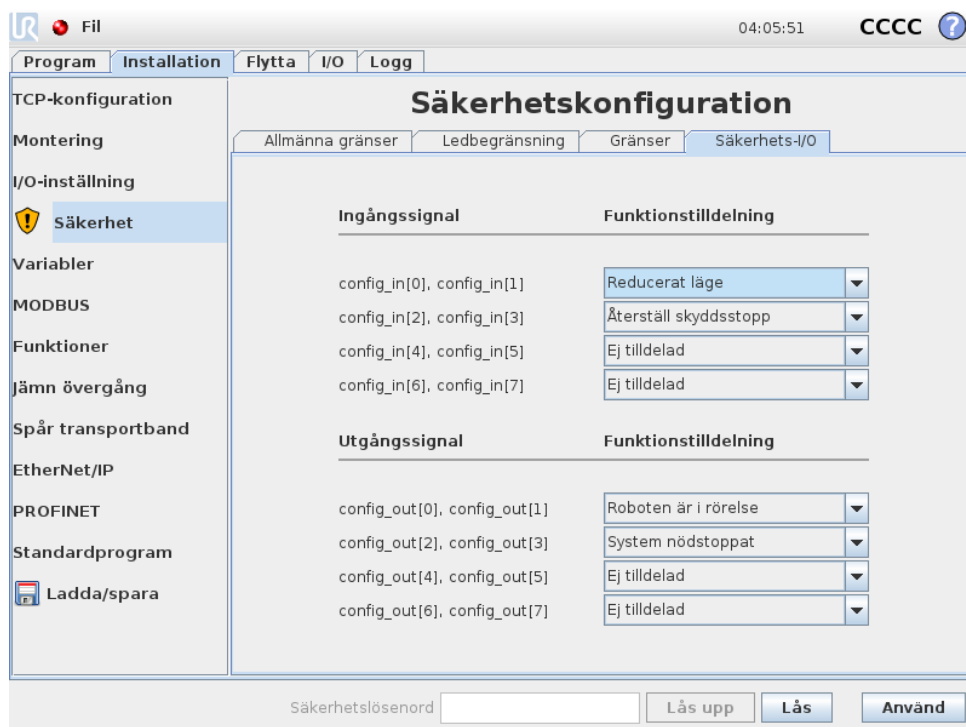 Fil 04:05:51 CCCC ?
Program Installation Flytta I/O Logg
TCP-konfiguration
Montering
I/O-inställning
Säkerhet
Variabler
MODBUS
Funktioner
Jämn övergång
Spår transportband
EtherNet/IP
PROFINET
Standardprogram
Ladda/spara
Säkerhetskonfiguration
Allmänna gränser Ledbegränsning Gränser Säkerhets-I/O
Ingångssignal Funktionstilldelning
config_in[0], config_in[1] Reducerat läge
config_in[2], config_in[3] Återställ skyddsstopp
config_in[4], config_in[5] Ej tilldelad
config_in[6], config_in[7] Ej tilldelad
Utgångssignal Funktionstilldelning
config_out[0], config_out[1] Roboten är i rörelse
config_out[2], config_out[3] System nödstoppat
config_out[4], config_out[5] Ej tilldelad
config_out[6], config_out[7] Ej tilldelad
Säkerhetslösenord Lås upp Lås Använd